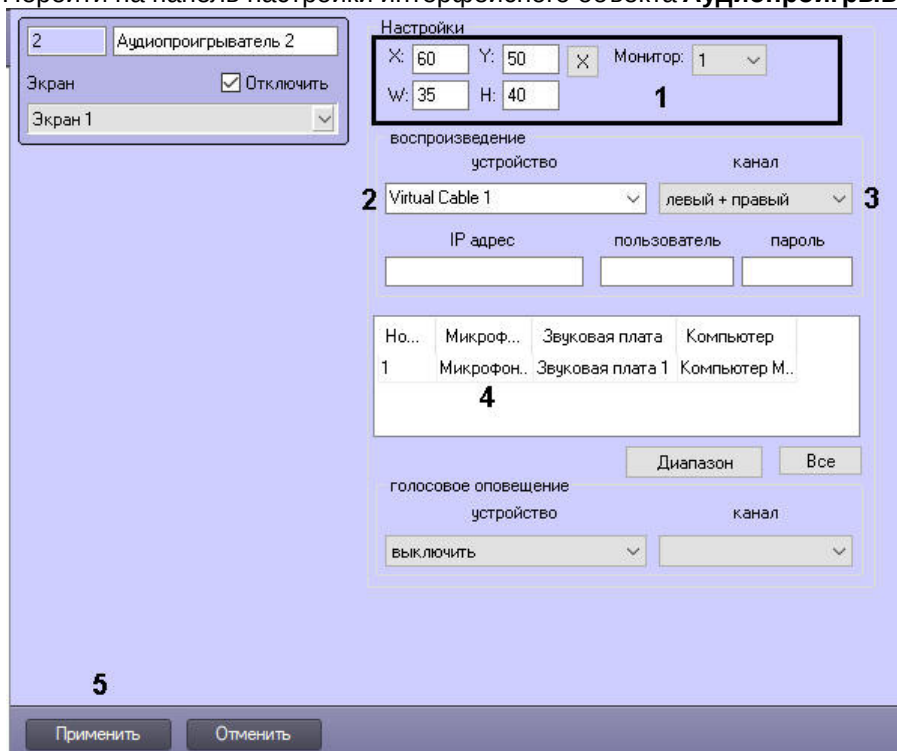 Перейти на панель настройки интерфейсного объекта Аудиопроигрыв
2 Аудиопроигрыватель 2
Экран Отключить
Экран 1
Настройки
X: 60 Y: 50 X Монитор: 1
W: 35 H: 40 1
воспроизведение
устройство канал
2 Virtual Cable 1 левый + правый 3
IP адрес пользователь пароль
Но... Микроф... Звуковая плата Компьютер
1 Микрофон.. Звуковая плата 1 Компьютер М..
4
Диапазон Все
голосовое оповещение
устройство канал
выключить
5
Применить Отменить